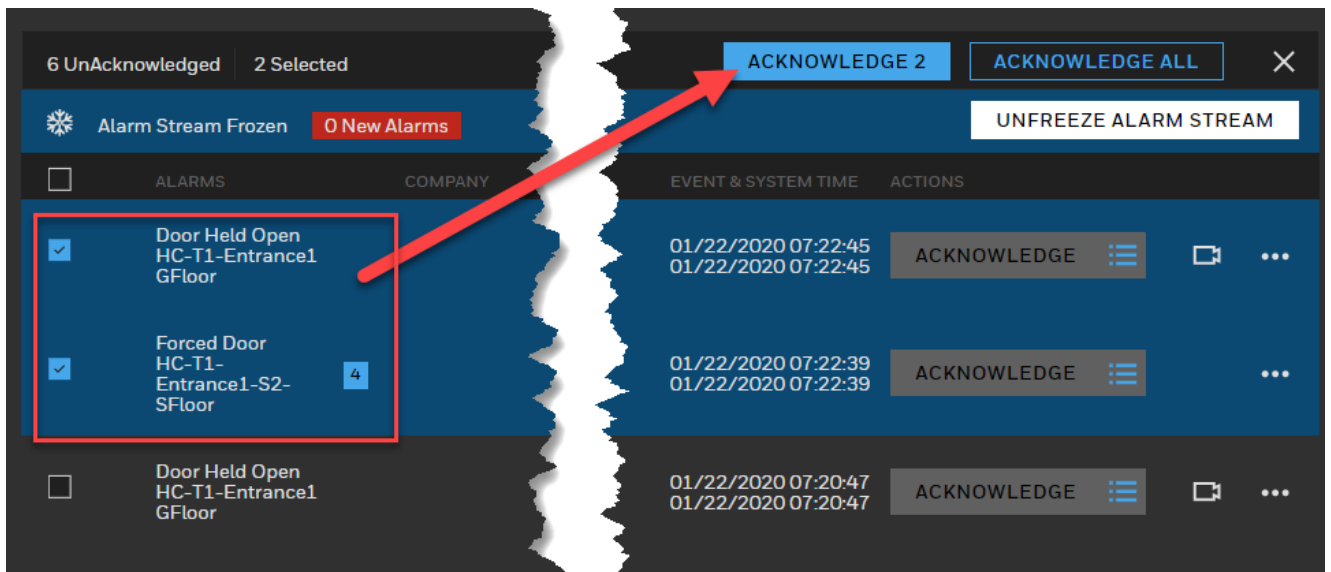 6 UnAcknowledged 2 Selected ACKNOWLEDGE 2 ACKNOWLEDGE ALL
Alarm Stream Frozen 0 New Alarms UNFREEZE ALARM STREAM
ALARMS COMPANY EVENT & SYSTEM TIME ACTIONS
Door Held Open
HC-T1-Entrance1
GFloor
01/22/2020 07:22:45
01/22/2020 07:22:45
ACKNOWLEDGE
Forced Door
HC-T1-
Entrance1-S2-
SFloor
4
01/22/2020 07:22:39
01/22/2020 07:22:39
ACKNOWLEDGE
Door Held Open
HC-T1-Entrance1
GFloor
01/22/2020 07:20:47
01/22/2020 07:20:47
ACKNOWLEDGE